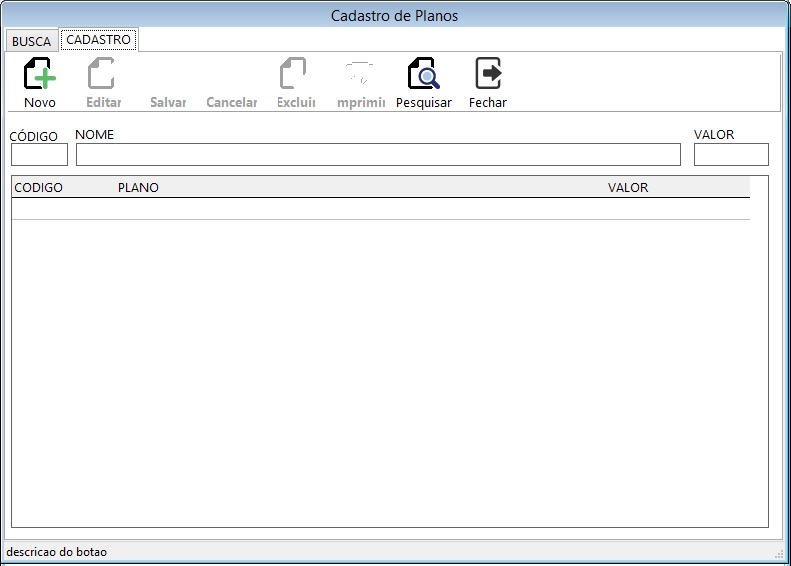 Cadastro de Planos
BUSCA CADASTRO
Novo Editar Salvar Cancelar Excluir mprimir Pesquisar Fechar
CÓDIGO NOME VALOR
CODIGO PLANO VALOR
descricao do botao